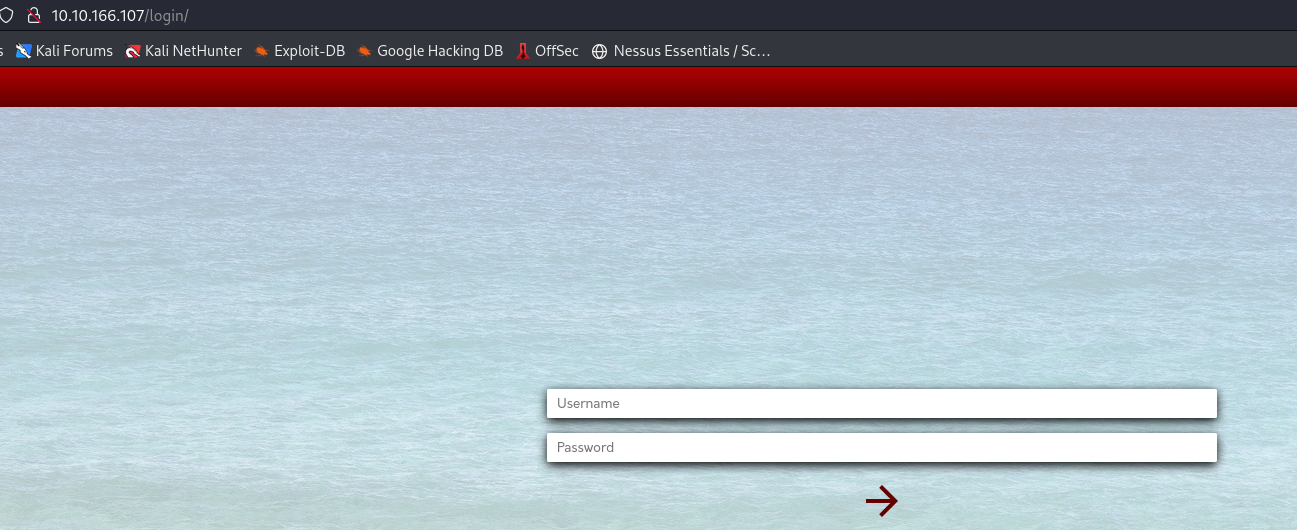 10.10.166.107/login/
s Kali Forums Kali NetHunter Exploit-DB Google Hacking DB OffSec Nessus Essentials / Sc…
Username
Password